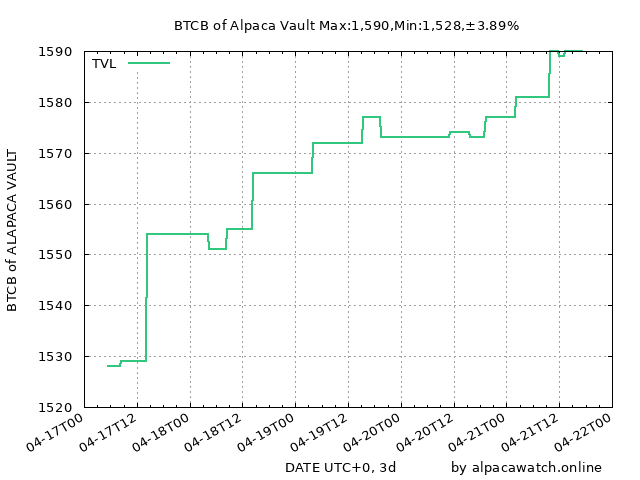 BTCB of Alpaca Vault Max:1,590,Min:1,528,±3.89%
TVL
BTCB of ALAPACA VAULT
1590
1580
1570
1560
1550
1540
1530
1520
04-17T00
04-17T12
04-18T00
04-18T12
04-19T00
04-19T12
04-20T00
04-20T12
04-21T00
04-21T12
04-22T00
DATE UTC+0, 3d
by alpacawatch.online